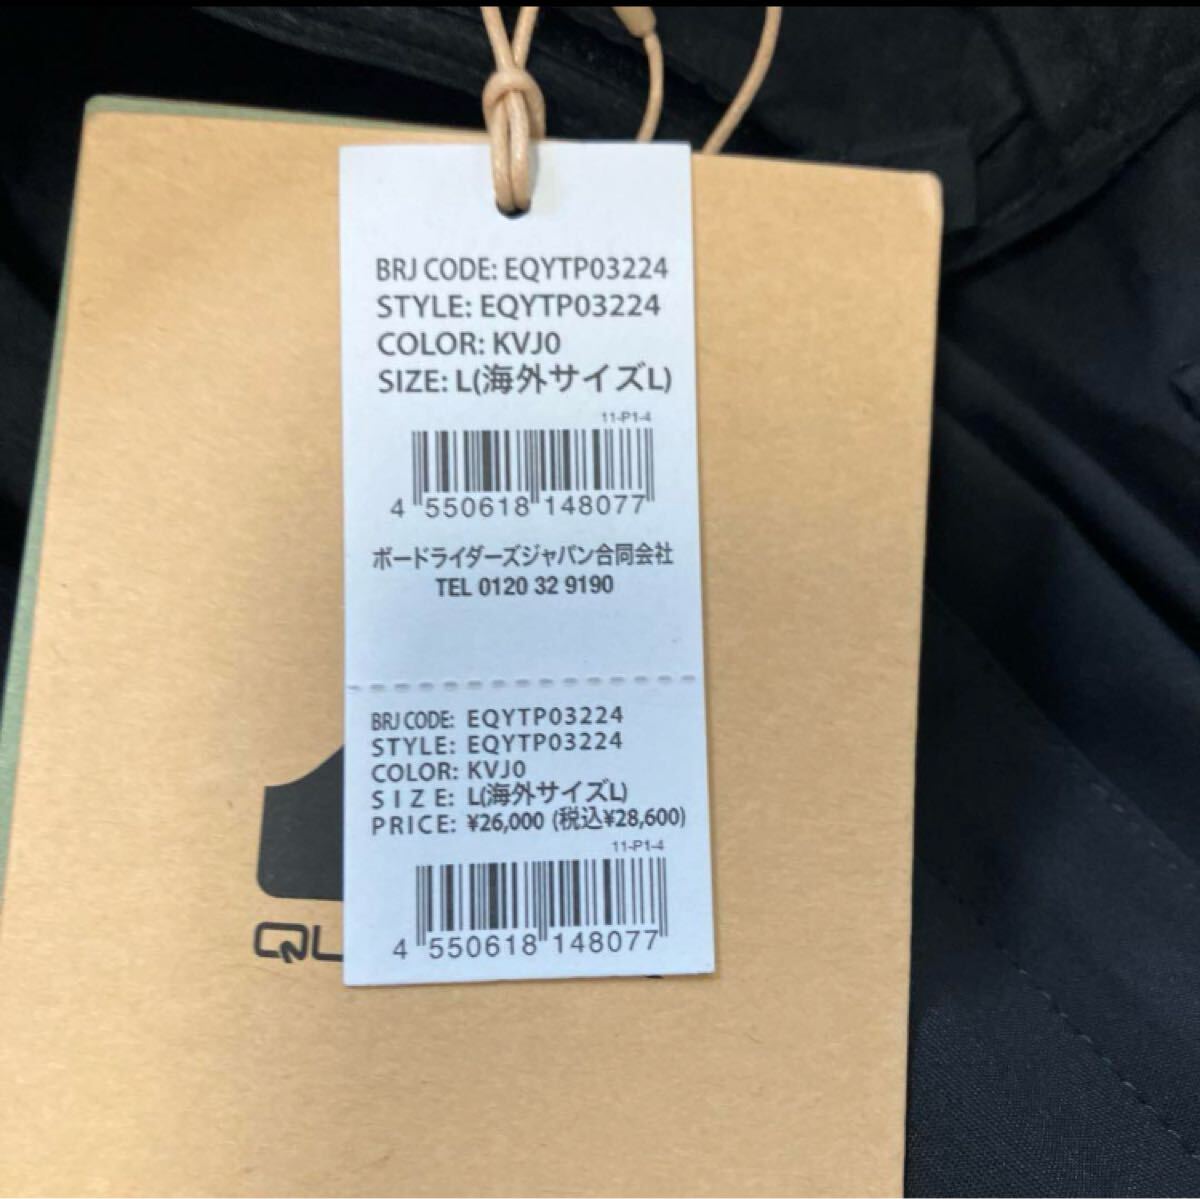 BRJ CODE: EQYTP03224
STYLE: EQYTP03224
COLOR: KVJ0
SIZE: L(海外サイズL)
11-P1-4
4 550618 148077
ボードライダーズジャパン合同会社
TEL 0120 32 9190
BRJ CODE: EQYTP03224
STYLE: EQYTP03224
COLOR: KVJ0
SIZE: L(海外サイズL)
PRICE: ¥26,000 (税込¥28,600)
11-P1-4
4 550618 148077
QU